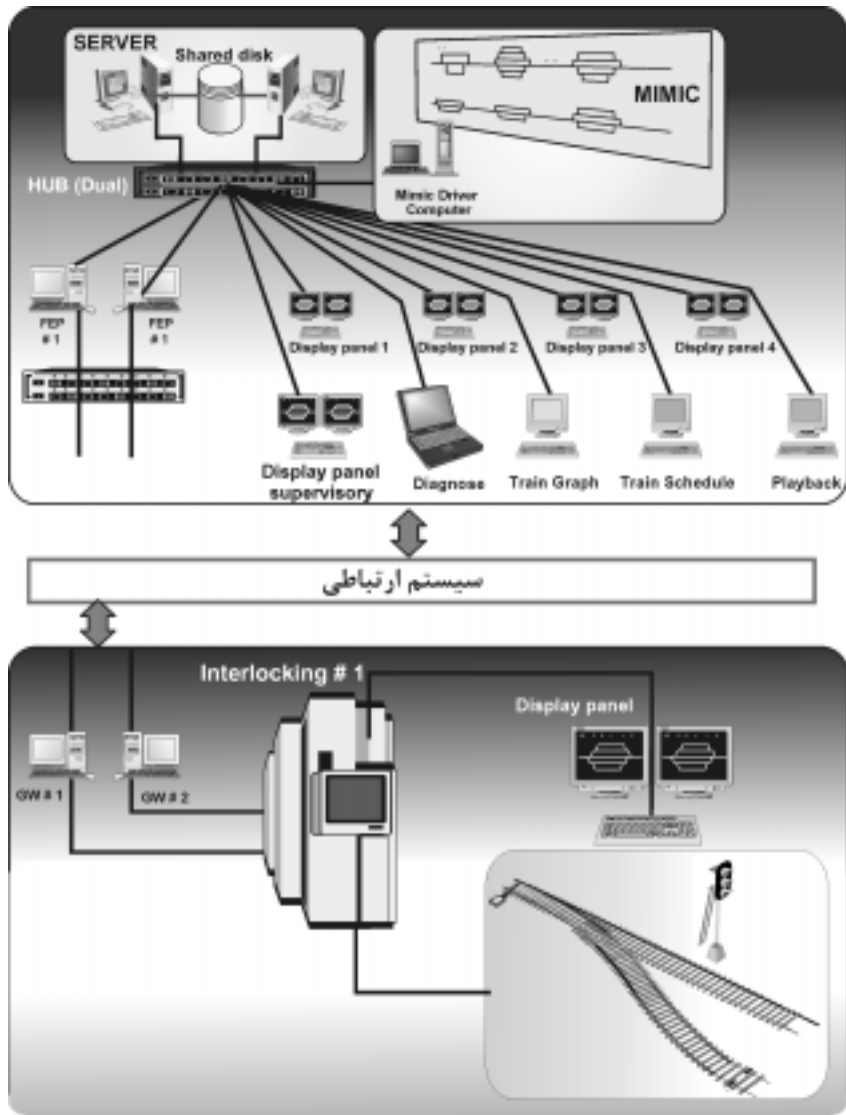 SERVER
Shared disk
MIMIC
HUB (Dual)
Mimic Driver
Computer
FEP
# 1
FEP
# 1
Display panel 1
Display panel 2
Display panel 3
Display panel 4
Display panel
supervisory
Diagnose
Train Graph
Train Schedule
Playback
سیستم ارتباطی
Interlocking # 1
Display panel
GW # 1
GW # 2